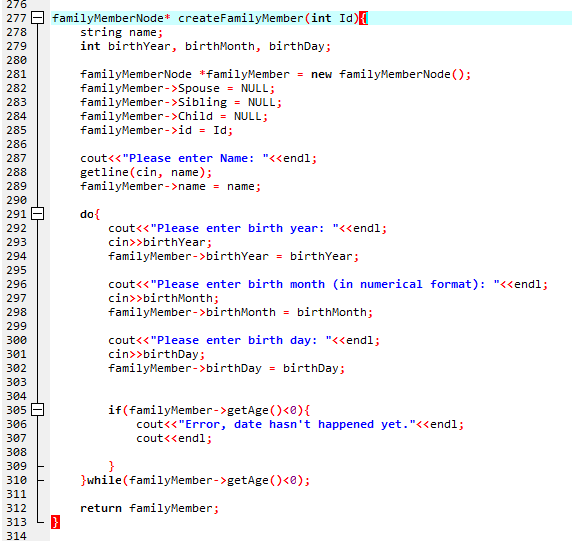 276
277 familyMemberNode* createFamilyMember(int Id){
278 string name;
279 int birthYear, birthMonth, birthDay;
280
281 familyMemberNode *familyMember = new familyMemberNode();
282 familyMember->Spouse = NULL;
283 familyMember->Sibling = NULL;
284 familyMember->Child = NULL;
285 familyMember->id = Id;
286
287 cout<<"Please enter Name: "<<endl;
288 getline(cin, name);
289 familyMember->name = name;
290
291 do{
292 cout<<"Please enter birth year: "<<endl;
293 cin>>birthYear;
294 familyMember->birthYear = birthYear;
295
296 cout<<"Please enter birth month (in numerical format): "<<endl;
297 cin>>birthMonth;
298 familyMember->birthMonth = birthMonth;
299
300 cout<<"Please enter birth day: "<<endl;
301 cin>>birthDay;
302 familyMember->birthDay = birthDay;
303
304
305 if(familyMember->getAge()<0){
306 cout<<"Error, date hasn't happened yet."<<endl;
307 cout<<endl;
308
309 }
310 }while(familyMember->getAge()<0);
311
312 return familyMember;
313 }
314